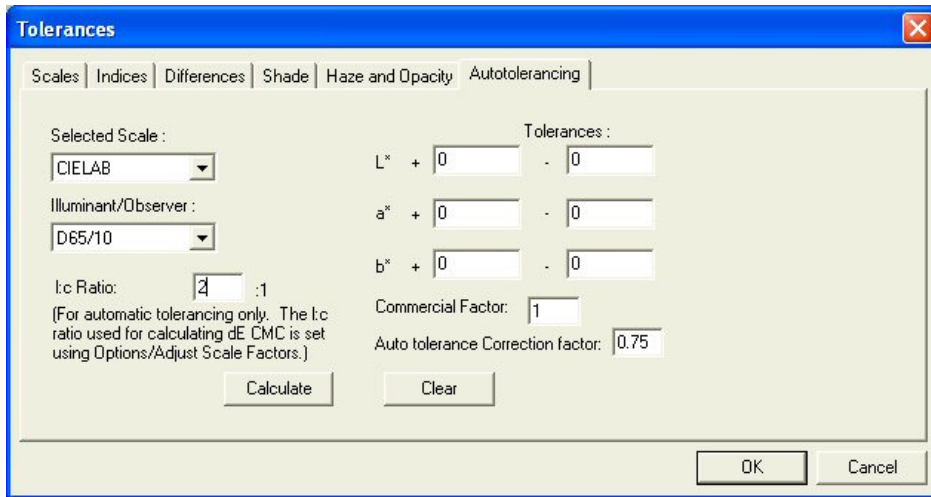 Tolerances
Scales Indices Differences Shade Haze and Opacity Autotolerancing
Selected Scale :
CIELAB
Illuminant/Observer :
D65/10
l:c Ratio: 2 :1
(For automatic tolerancing only. The l:c
ratio used for calculating dE CMC is set
using Options/Adjust Scale Factors.)
Calculate
Tolerances :
L* + 0 - 0
a* + 0 - 0
b* + 0 - 0
Commercial Factor: 1
Auto tolerance Correction factor: 0.75
Clear
OK Cancel